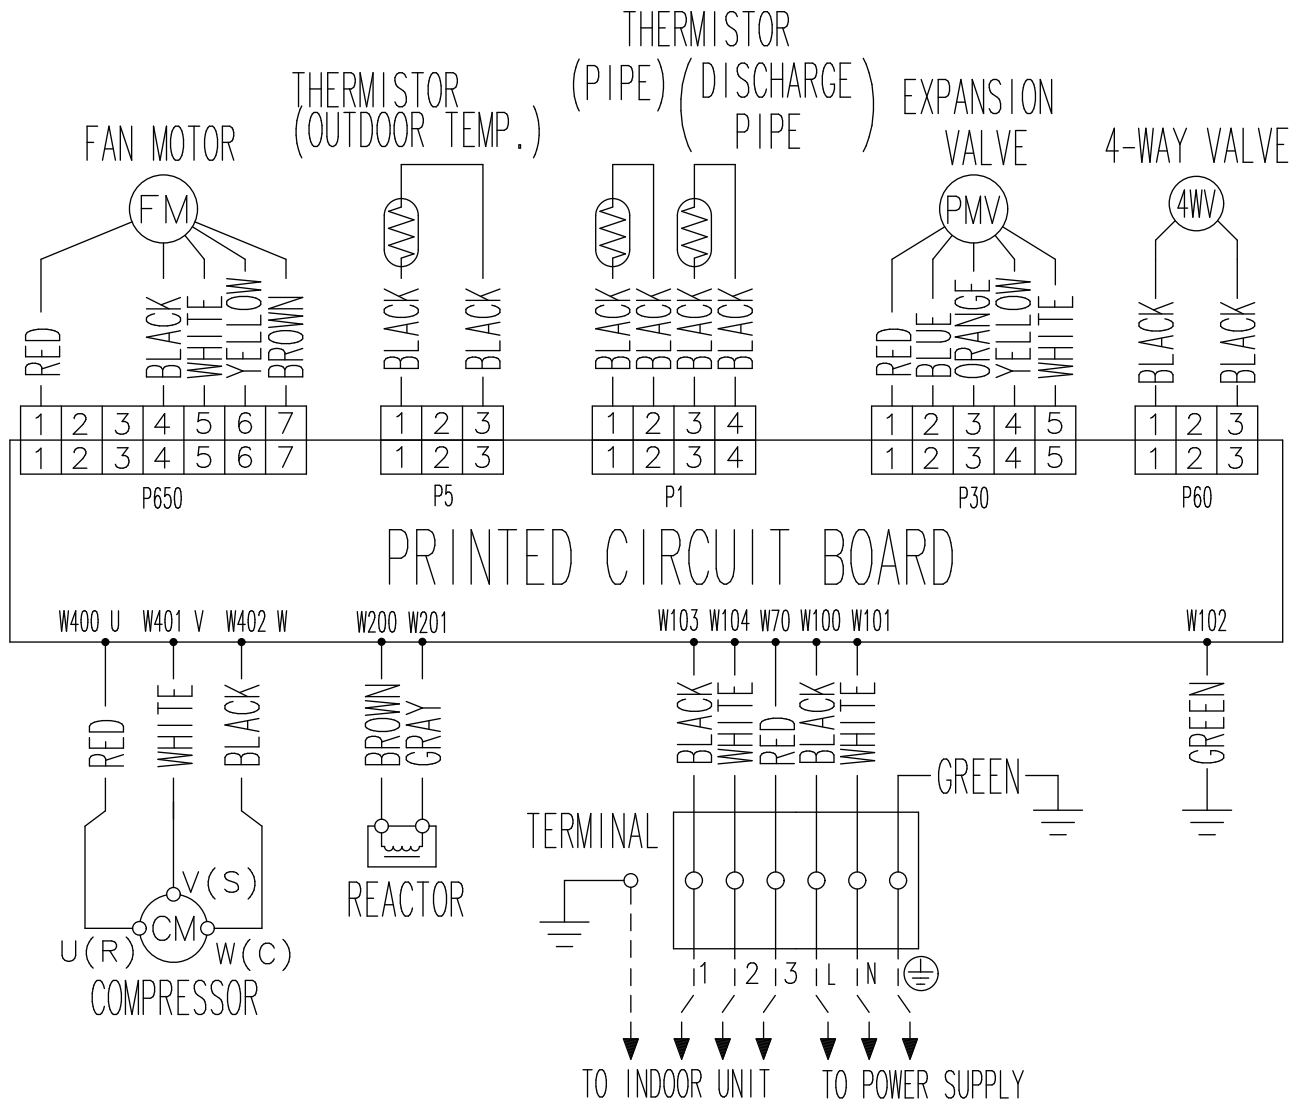 THERMISTOR
(PIPE) (DISCHARGE PIPE)
THERMISTOR
(OUTDOOR TEMP.)
EXPANSION
VALVE
FAN MOTOR
4-WAY VALVE
FM
PMV
4WV
RED BLACK WHITE YELLOW BROWN
BLACK BLACK
BLACK BLACK BLACK BLACK
RED BLUE ORANGE YELLOW WHITE
BLACK BLACK
1 2 3 4 5 6 7
1 2 3
1 2 3 4
1 2 3 4 5
1 2 3
1 2 3 4 5 6 7
1 2 3
1 2 3 4
1 2 3 4 5
1 2 3
P650 P5 P1 P30 P60
PRINTED CIRCUIT BOARD
W400 U W401 V W402 W W200 W201 W103 W104 W70 W100 W101 W102
RED WHITE BLACK
BROWN GRAY
BLACK WHITE RED BLACK WHITE
GREEN
GREEN
TERMINAL
V(S)
REACTOR
CM
U(R) W(C)
COMPRESSOR
1 2 3 L N
TO INDOOR UNIT TO POWER SUPPLY